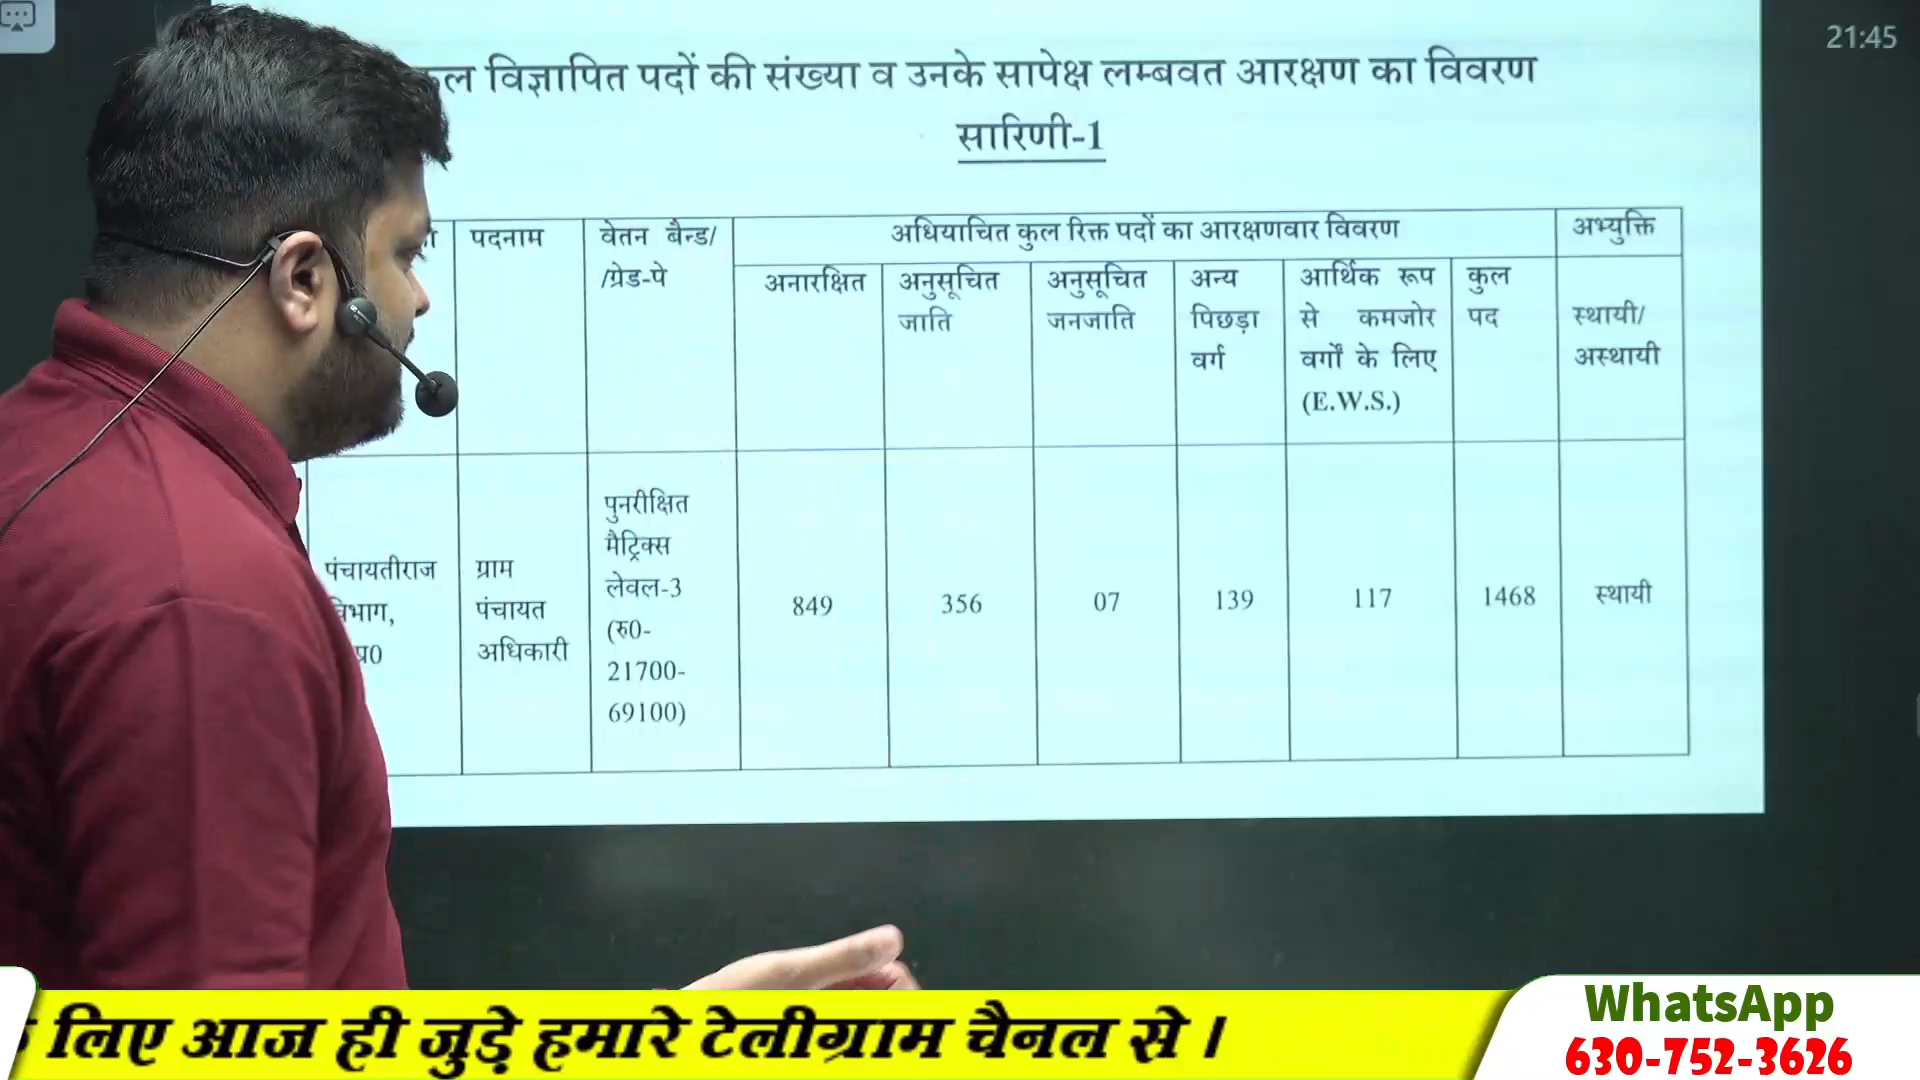 21:45
विज्ञापित पदों की संख्या व उनके सापेक्ष लम्बवत आरक्षण का विवरण
सारिणी-1
पदनाम
वेतन बैन्ड/
/ग्रेड-पे
अधियाचित कुल रिक्त पदों का आरक्षणवार विवरण
अभ्युक्ति
अनारक्षित
अनुसूचित
जाति
अनुसूचित
जनजाति
अन्य
पिछड़ा
वर्ग
आर्थिक रूप
से कमजोर
वर्गों के लिए
(E.W.S.)
कुल
पद
स्थायी/
अस्थायी
पंचायतीराज
ग्राम
पंचायत
अधिकारी
पुनरीक्षित
मैट्रिक्स
लेवल-3
(रु0-
21700-
69100)
849
356
07
139
117
1468
स्थायी
लिए आज ही जुड़े हमारे टेलीग्राम चैनल से ।
WhatsApp
630-752-3626